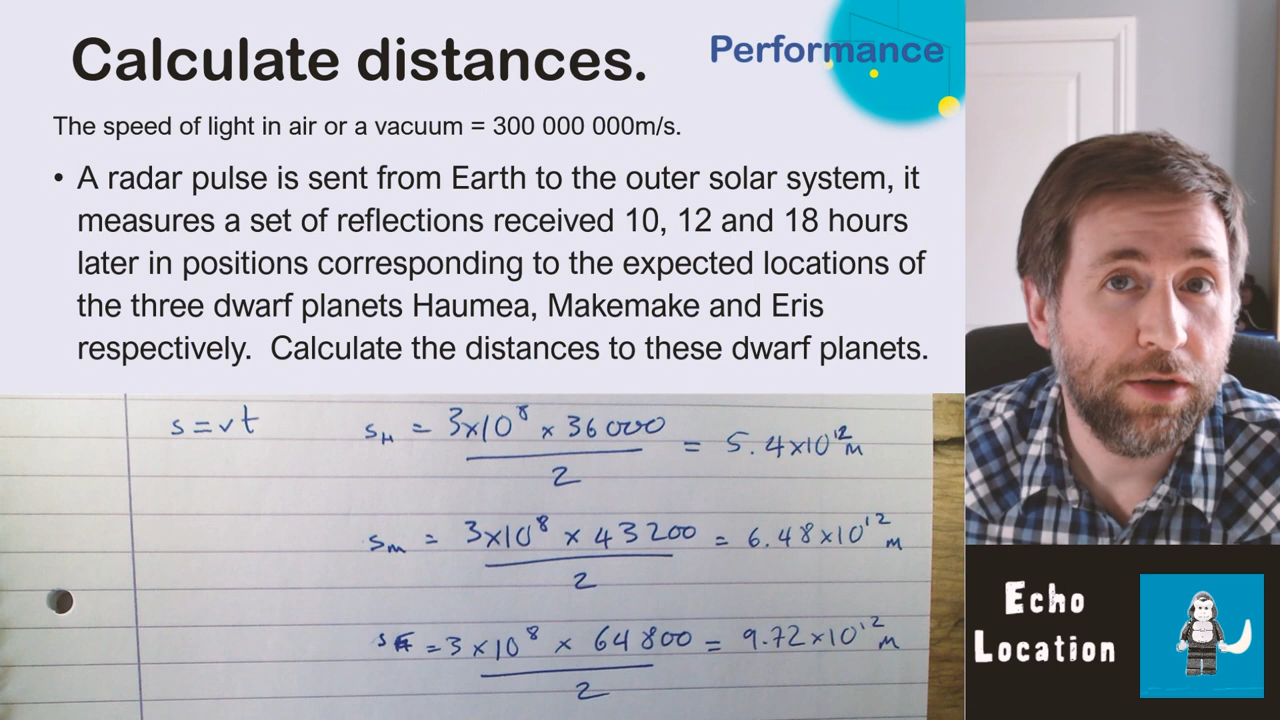 Calculate distances.
Performance
The speed of light in air or a vacuum = 300 000 000m/s.
• A radar pulse is sent from Earth to the outer solar system, it
measures a set of reflections received 10, 12 and 18 hours
later in positions corresponding to the expected locations of
the three dwarf planets Haumea, Makemake and Eris
respectively.  Calculate the distances to these dwarf planets.
s = vt
s_H = 3×10⁸ × 36000 / 2 = 5.4×10¹² m
s_m = 3×10⁸ × 43200 / 2 = 6.48×10¹² m
s_E = 3×10⁸ × 64800 / 2 = 9.72×10¹² m
Echo
Location